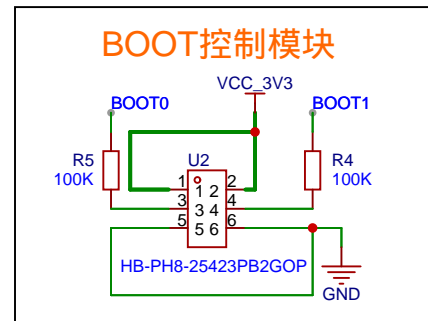 BOOT控制模块
VCC_3V3
BOOT0
BOOT1
R5
100K
U2
R4
100K
1 1 2 2
3 3 4 4
5 5 6 6
HB-PH8-25423PB2GOP
GND